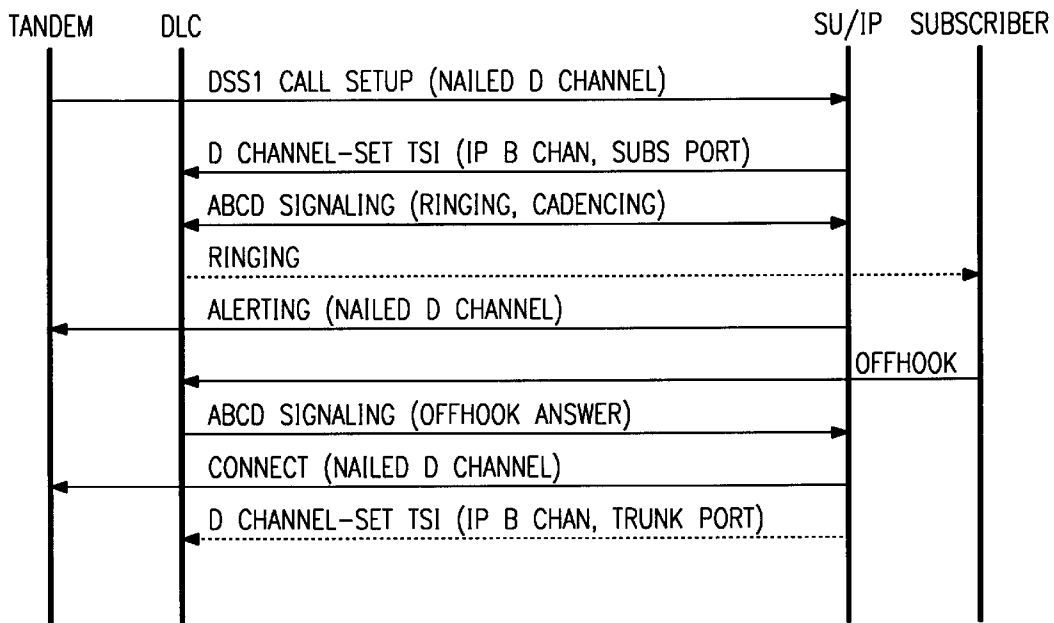 TANDEM DLC SU/IP SUBSCRIBER
DSS1 CALL SETUP (NAILED D CHANNEL)
D CHANNEL-SET TSI (IP B CHAN, SUBS PORT)
ABCD SIGNALING (RINGING, CADENCING)
RINGING
ALERTING (NAILED D CHANNEL)
OFFHOOK
ABCD SIGNALING (OFFHOOK ANSWER)
CONNECT (NAILED D CHANNEL)
D CHANNEL-SET TSI (IP B CHAN, TRUNK PORT)